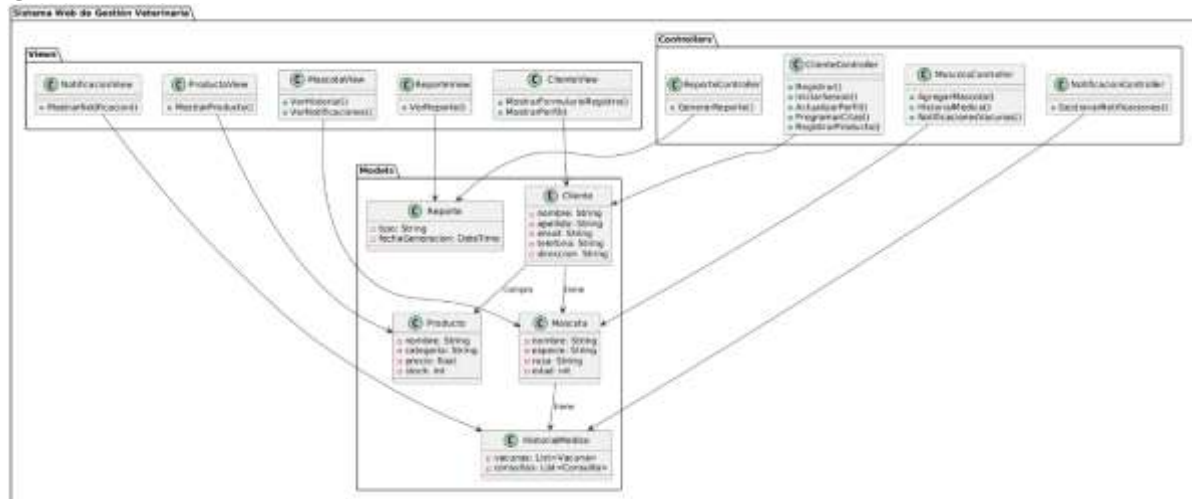 Sistema Web de Gestión Veterinaria
Views
C NotificacionView
MostrarNotificacion()
C ProductoView
MostrarProducto()
C MascotaView
VerHistorial()
VerNotificaciones()
C ReporteView
VerReporte()
C ClienteView
MostrarFormularioRegistro()
MostrarPerfil()
Controllers
C ReporteController
GenerarReporte()
C ClienteController
Registrar()
IniciarSesion()
ActualizarPerfil()
ProgramarCitas()
RegistrarProducto()
C MascotaController
AgregarMascota()
HistorialMedico()
NotificacionesVacunas()
C NotificacionController
GestionarNotificaciones()
Models
C Reporte
tipo: String
fechaGeneracion: DateTime
C Cliente
nombre: String
apellido: String
email: String
telefono: String
direccion: String
Compra
tiene
C Producto
nombre: String
categoria: String
precio: float
stock: int
C Mascota
nombre: String
especie: String
raza: String
edad: int
tiene
C HistorialMedico
vacunas: List<Vacuna>
consultas: List<Consulta>